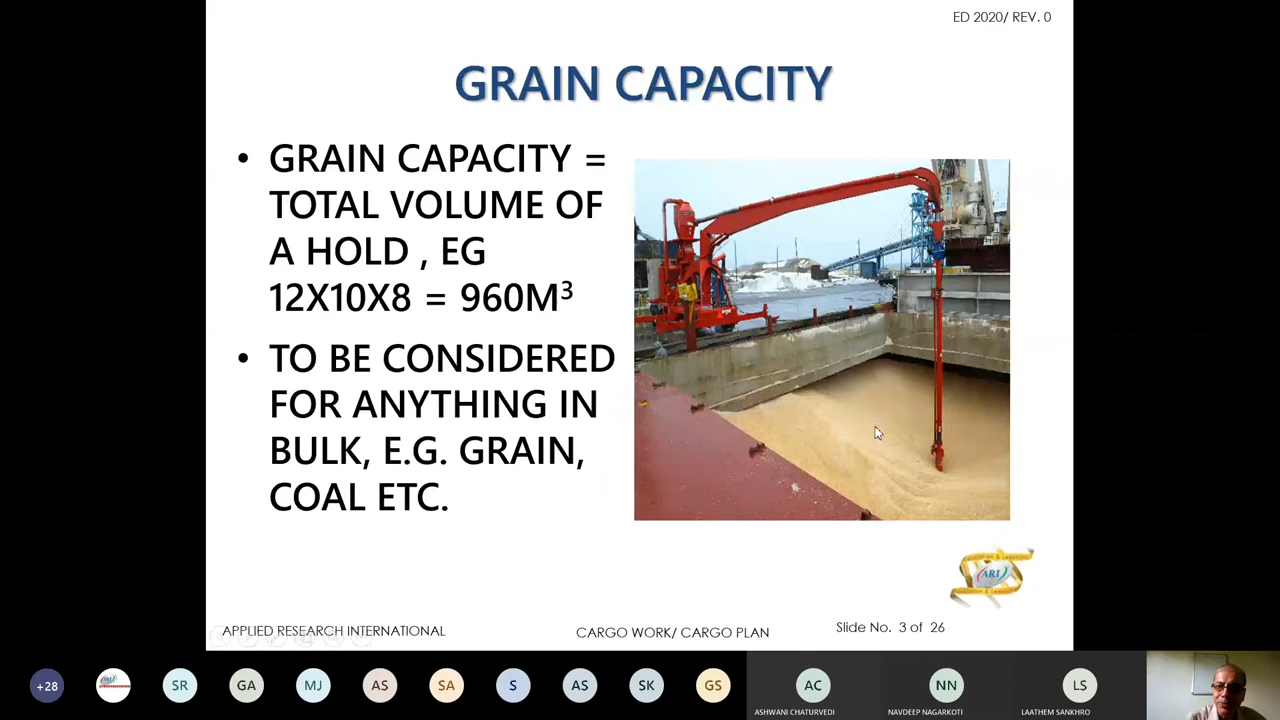 ED 2020/ REV. 0
GRAIN CAPACITY
• GRAIN CAPACITY =
TOTAL VOLUME OF
A HOLD , EG
12X10X8 = 960M³
• TO BE CONSIDERED
FOR ANYTHING IN
BULK, E.G. GRAIN,
COAL ETC.
ARI
APPLIED RESEARCH INTERNATIONAL
CARGO WORK/ CARGO PLAN
Slide No. 3 of 26
+28
SR
GA
MJ
AS
SA
S
AS
SK
GS
AC
NN
LS
ASHWANI CHATURVEDI
NAVDEEP NAGARKOTI
LAATHEM SANKHRO